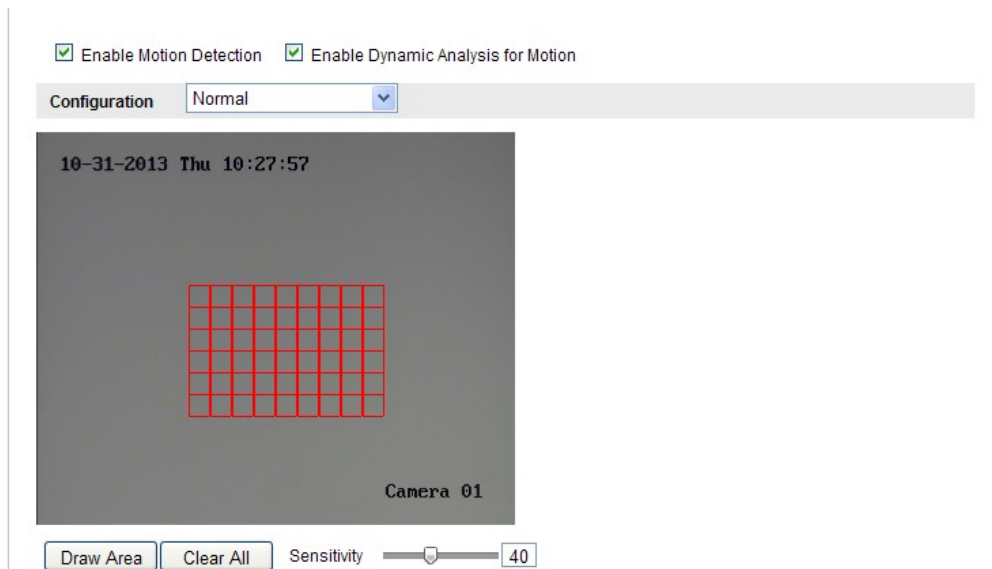 Enable Motion Detection Enable Dynamic Analysis for Motion
Configuration Normal
10-31-2013 Thu 10:27:57
Camera 01
Draw Area Clear All Sensitivity 40